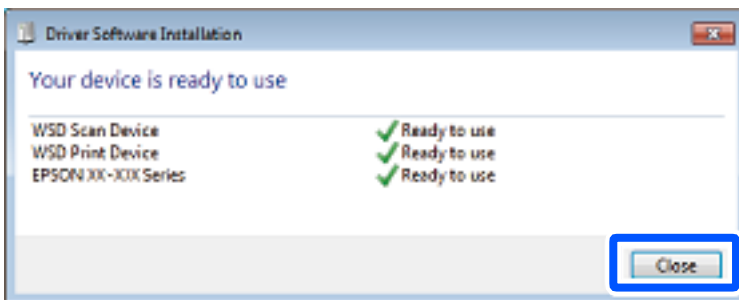 Driver Software Installation
Your device is ready to use
WSD Scan Device Ready to use
WSD Print Device Ready to use
EPSON XX-XXX Series Ready to use
Close